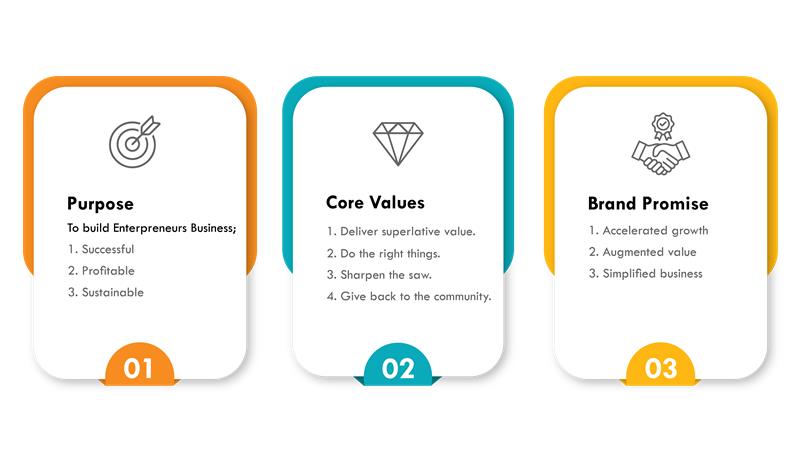 Purpose
To build Enterpreneurs Business;
1. Successful
2. Profitable
3. Sustainable
01
Core Values
1. Deliver superlative value.
2. Do the right things.
3. Sharpen the saw.
4. Give back to the community.
02
Brand Promise
1. Accelerated growth
2. Augmented value
3. Simplified business
03